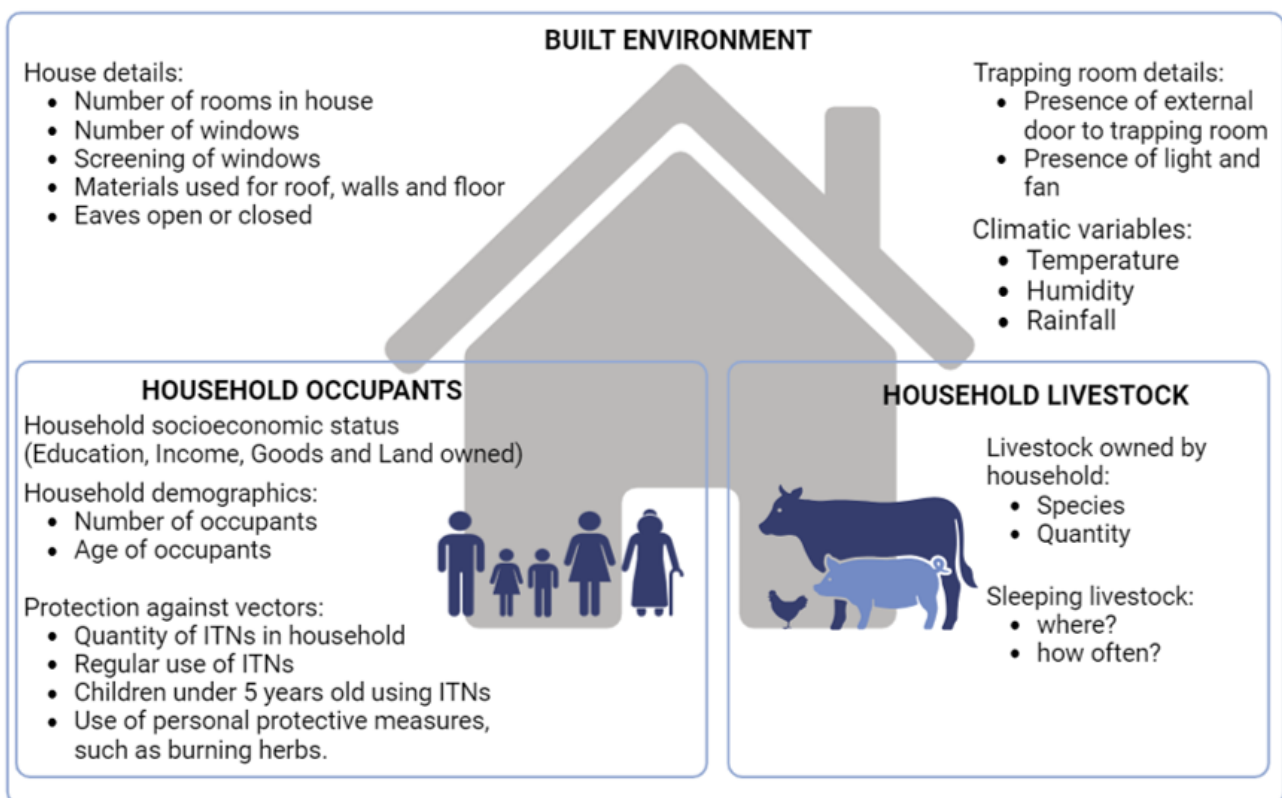 BUILT ENVIRONMENT
House details:
• Number of rooms in house
• Number of windows
• Screening of windows
• Materials used for roof, walls and floor
• Eaves open or closed
Trapping room details:
• Presence of external
door to trapping room
• Presence of light and
fan
Climatic variables:
• Temperature
• Humidity
• Rainfall
HOUSEHOLD OCCUPANTS
Household socioeconomic status
(Education, Income, Goods and Land owned)
Household demographics:
• Number of occupants
• Age of occupants
Protection against vectors:
• Quantity of ITNs in household
• Regular use of ITNs
• Children under 5 years old using ITNs
• Use of personal protective measures,
such as burning herbs.
HOUSEHOLD LIVESTOCK
Livestock owned by
household:
• Species
• Quantity
Sleeping livestock:
• where?
• how often?